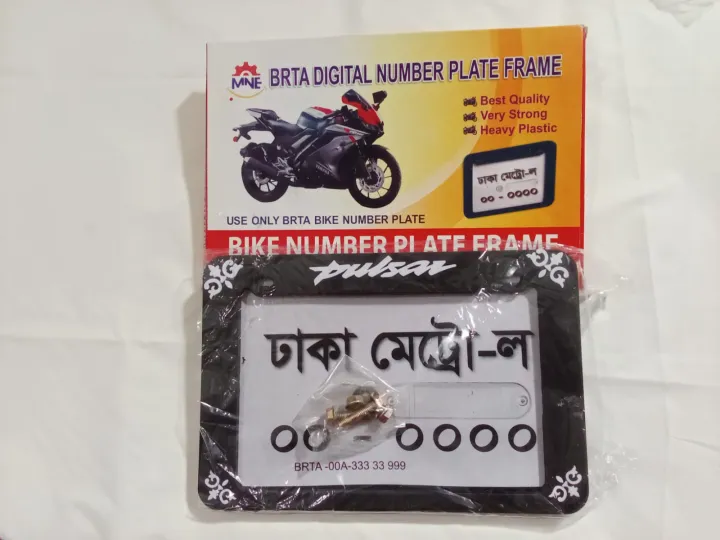 MNE
BRTA DIGITAL NUMBER PLATE FRAME
Best Quality
Very Strong
Heavy Plastic
ঢাকা মেট্রো-ল
০০ - ০০০০
USE ONLY BRTA BIKE NUMBER PLATE
BIKE NUMBER PLATE FRAME
Pulsar
ঢাকা মেট্রো-ল
০০ - ০০০০
BRTA -00A-333 33 999